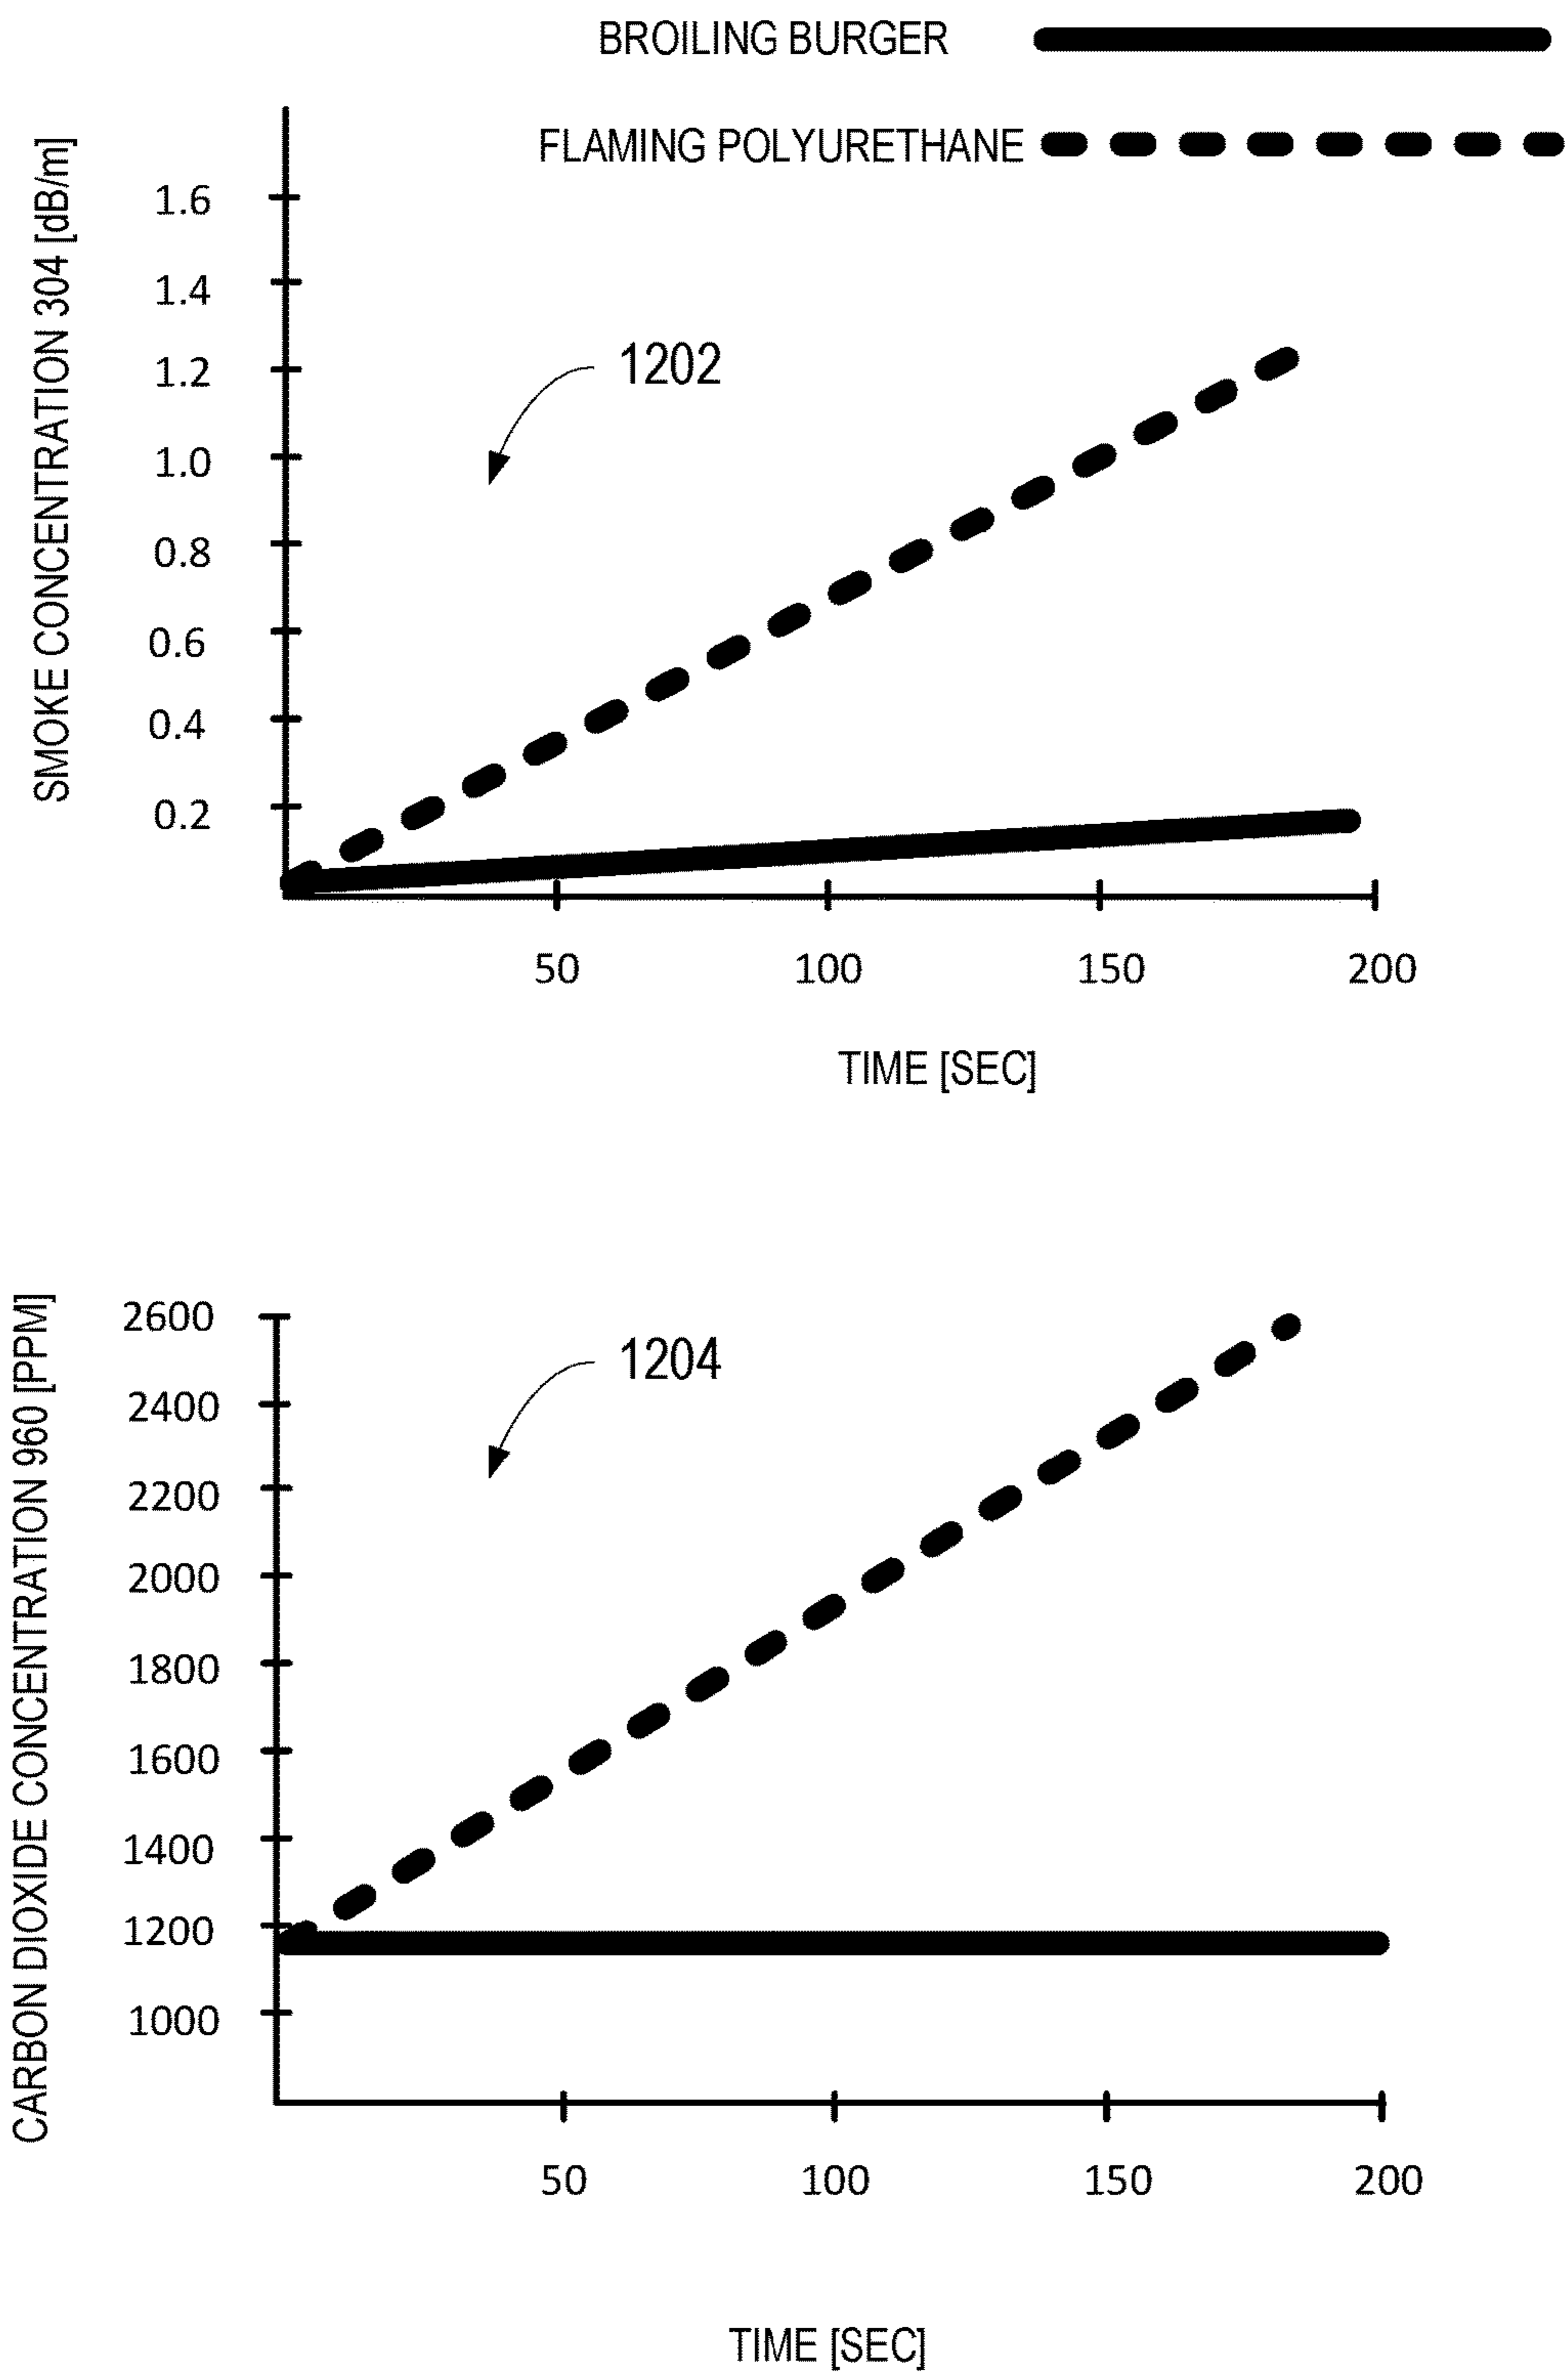 BROILING BURGER
FLAMING POLYURETHANE
SMOKE CONCENTRATION 304 [dB/m]
1.6
1.4
1.2
1.0
0.8
0.6
0.4
0.2
1202
50 100 150 200
TIME [SEC]
CARBON DIOXIDE CONCENTRATION 960 [PPM]
2600
2400
2200
2000
1800
1600
1400
1200
1000
1204
50 100 150 200
TIME [SEC]